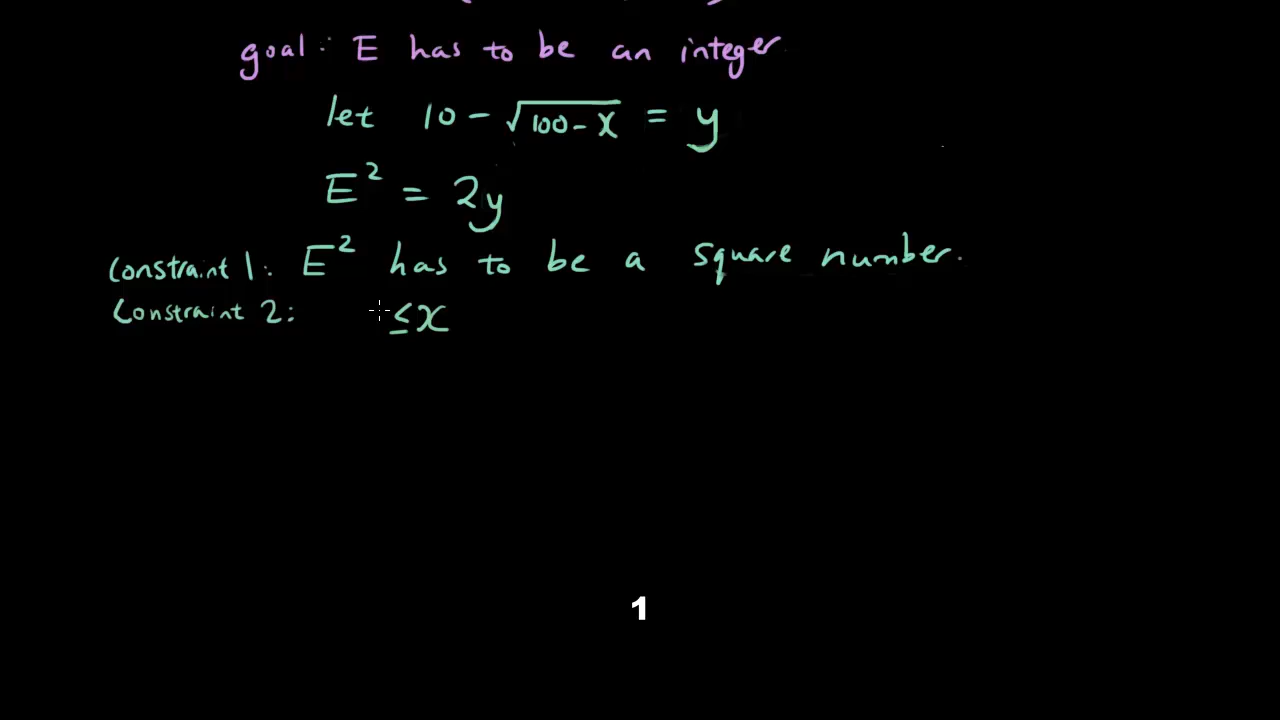 goal: E has to be an integer
let 10 - √(100 - x) = y
E² = 2y
Constraint 1: E² has to be a square number.
Constraint 2: ≤ x
1